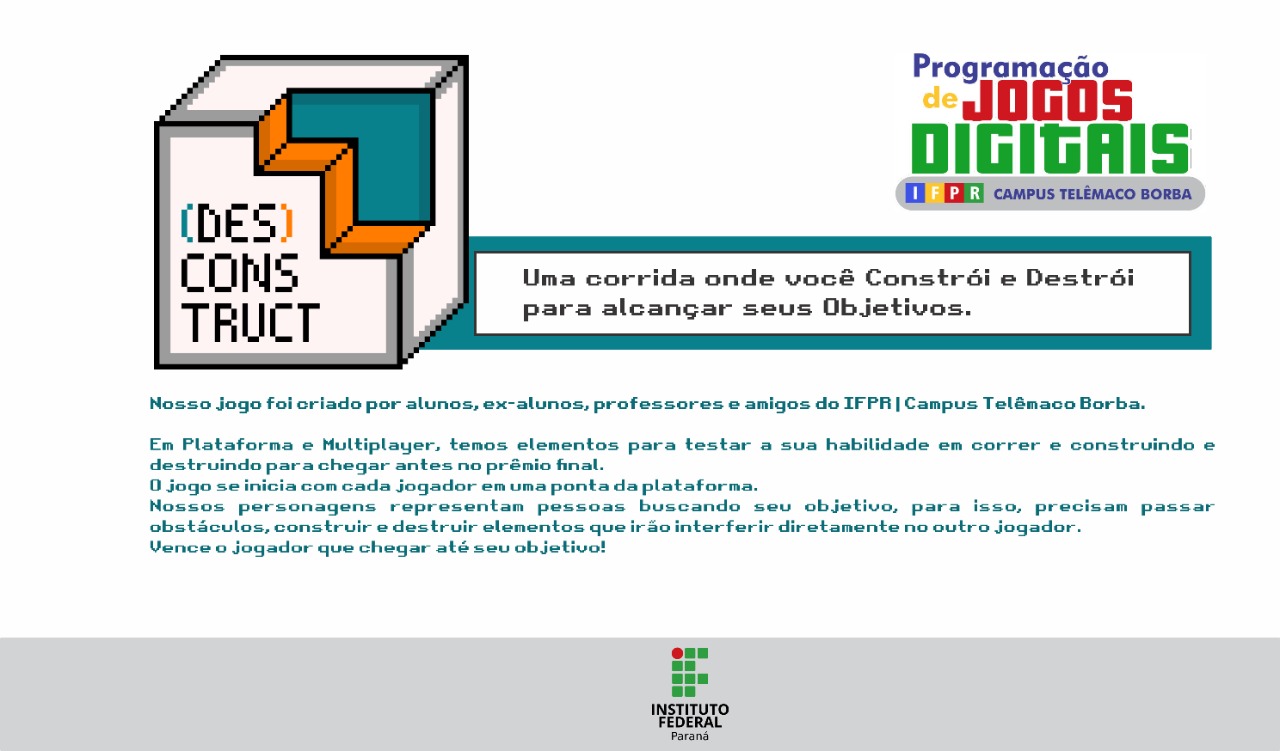 Programação
de JOGOS
DIGITAIS
IFPR CAMPUS TELÊMACO BORBA
(DES)
CONS
TRUCT
Uma corrida onde você Constrói e Destrói
para alcançar seus Objetivos.
Nosso jogo foi criado por alunos, ex-alunos, professores e amigos do IFPR|Campus Telêmaco Borba.
Em Plataforma e Multiplayer, temos elementos para testar a sua habilidade em correr e construindo e
destruindo para chegar antes no prêmio final.
O jogo se inicia com cada jogador em uma ponta da plataforma.
Nossos personagens representam pessoas buscando seu objetivo, para isso, precisam passar
obstáculos, construir e destruir elementos que irão interferir diretamente no outro jogador.
Vence o jogador que chegar até seu objetivo!
INSTITUTO
FEDERAL
Paraná